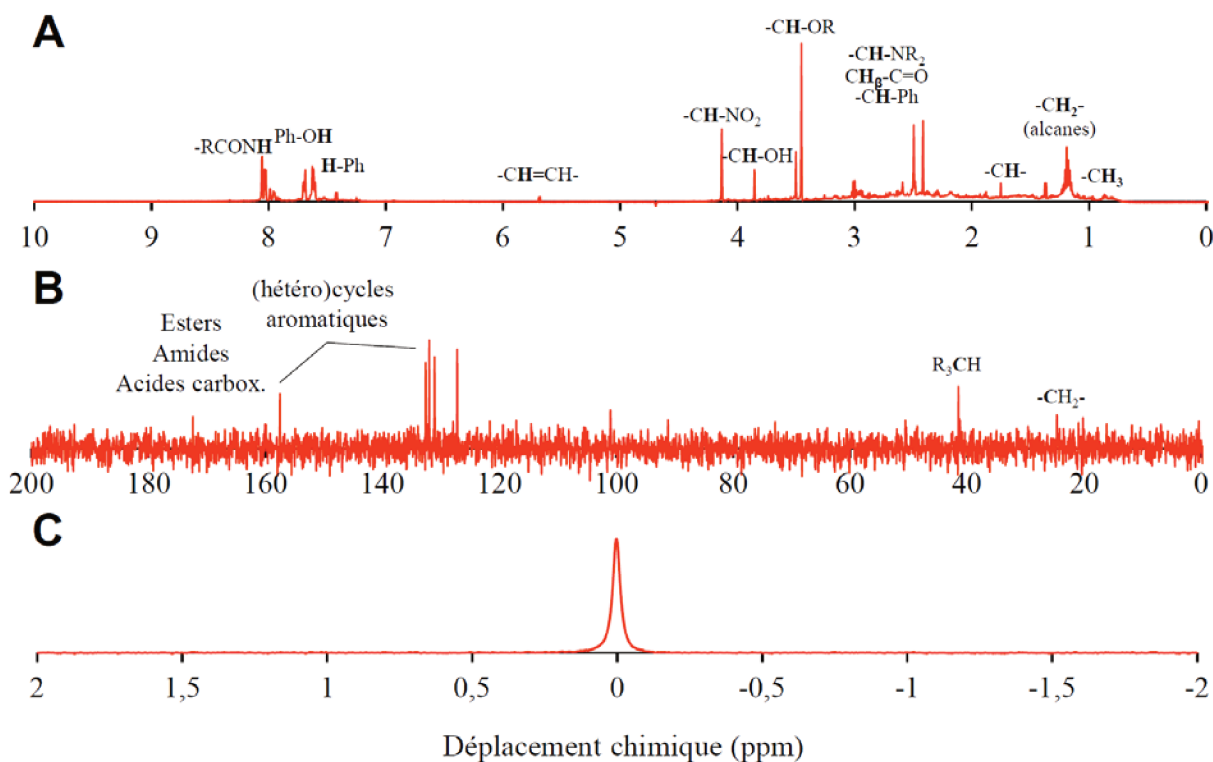 A
-CH-OR
-CH-NR2
CHβ-C=O
-CH-Ph
-CH-NO2
-CH2-
(alcanes)
-RCONH
Ph-OH
H-Ph
-CH=CH-
-CH-OH
-CH-
-CH3
10 9 8 7 6 5 4 3 2 1 0
B
(hétéro)cycles
aromatiques
Esters
Amides
Acides carbox.
R3CH
-CH2-
200 180 160 140 120 100 80 60 40 20 0
C
2 1,5 1 0,5 0 -0,5 -1 -1,5 -2
Déplacement chimique (ppm)